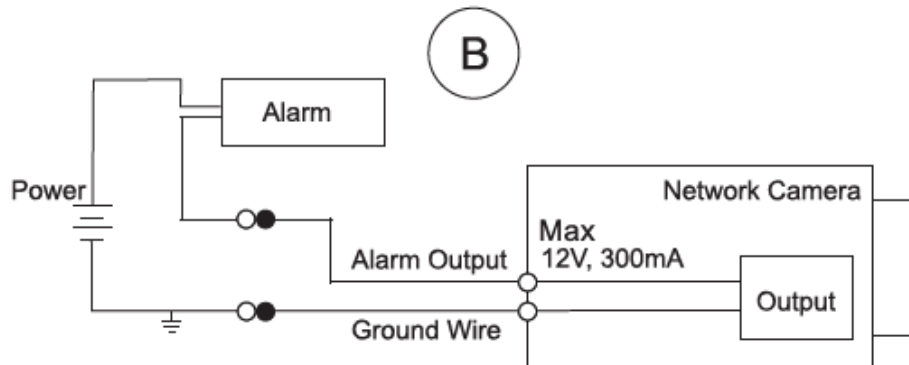 B
Alarm
Power
Network Camera
Max
12V, 300mA
Alarm Output
Output
Ground Wire